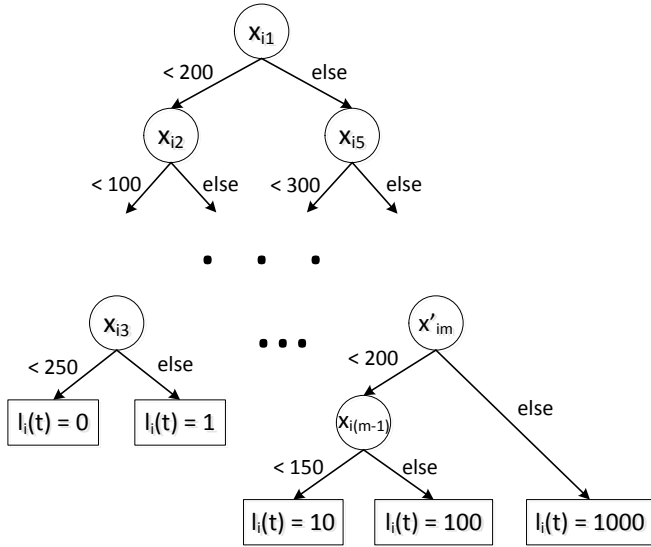 x_i1
< 200 else
x_i2 x_i5
< 100 else < 300 else
. . .
x_i3 ... x'_im
< 250 else < 200 else
l_i(t) = 0 l_i(t) = 1 x_i(m-1)
< 150 else
l_i(t) = 10 l_i(t) = 100 l_i(t) = 1000